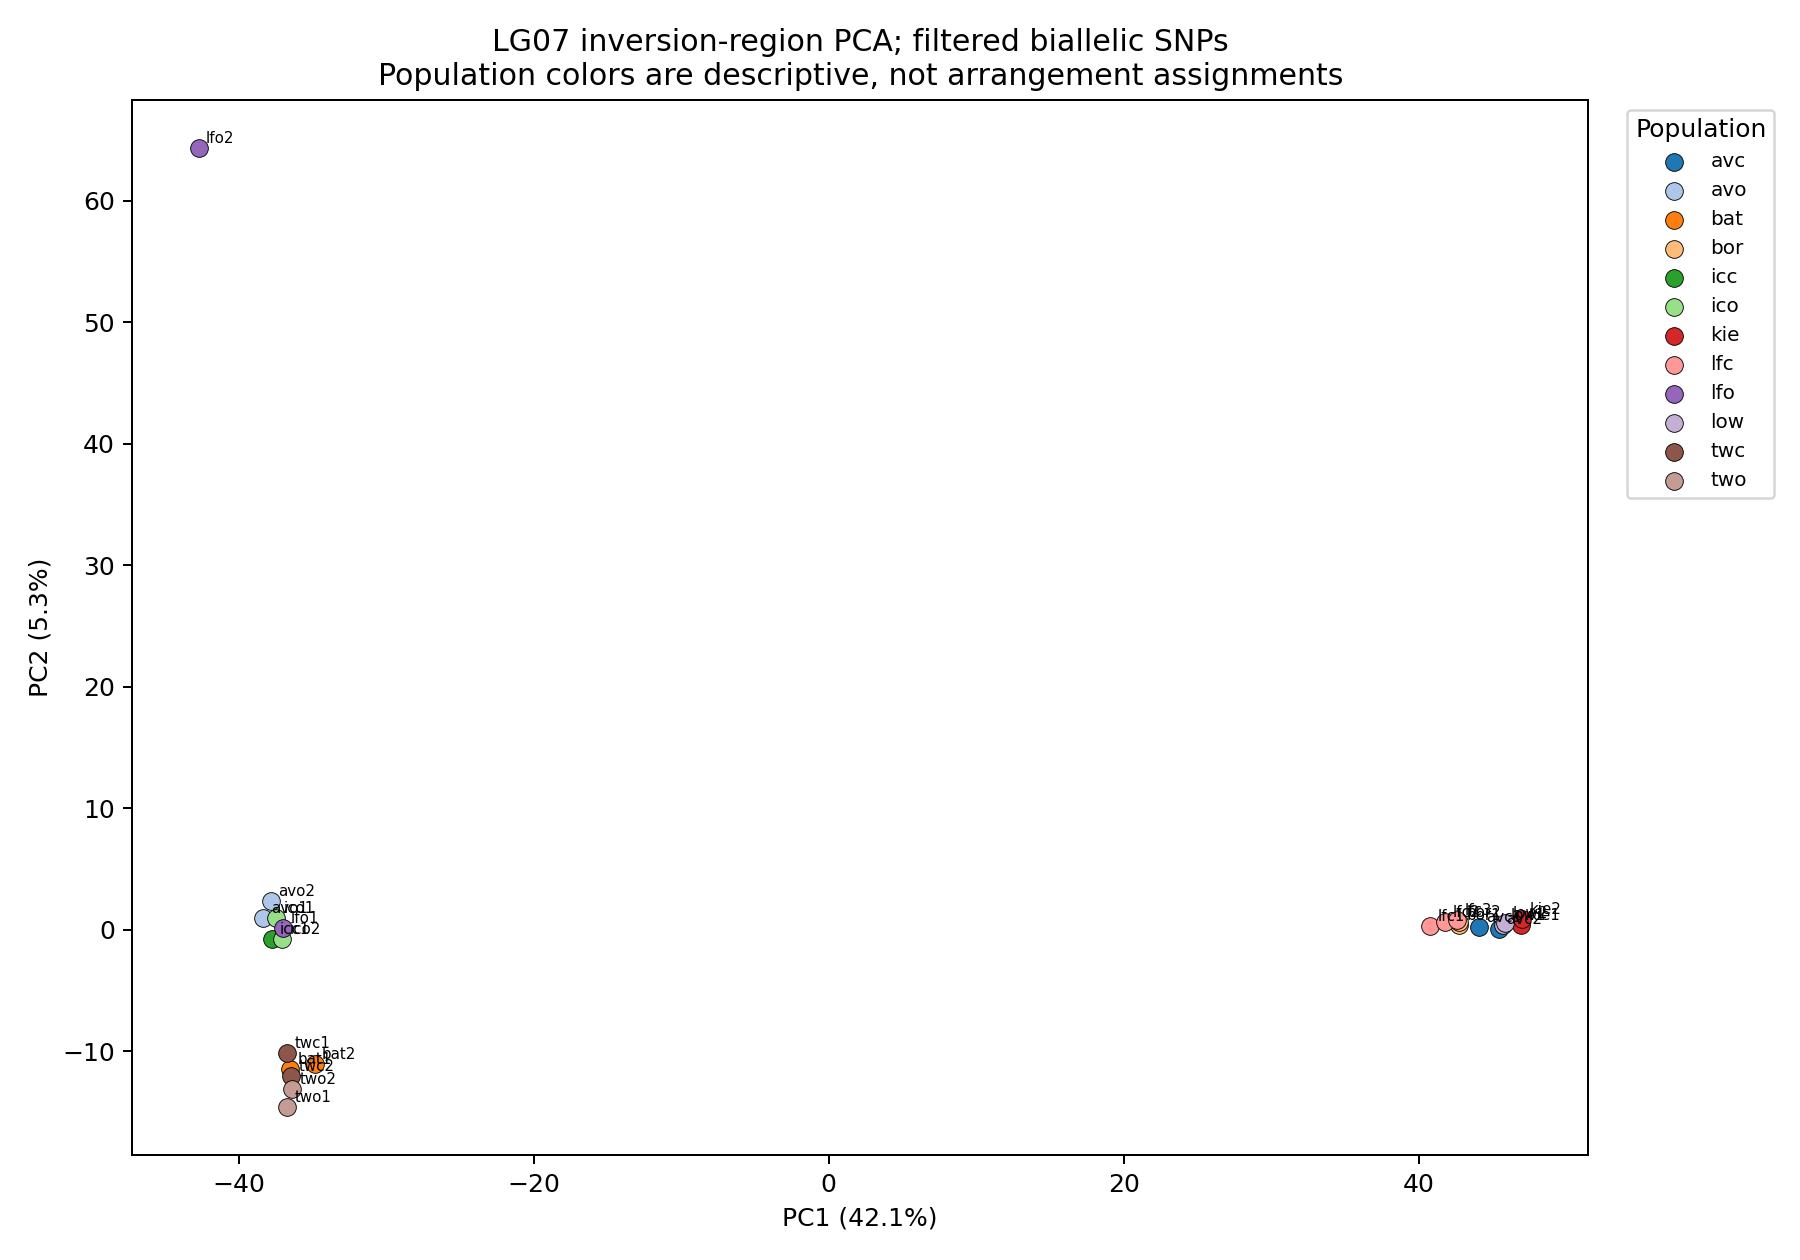 LG07 inversion-region PCA; filtered biallelic SNPs
Population colors are descriptive, not arrangement assignments
Population
avc
avo
bat
bor
icc
ico
kie
lfc
lfo
low
twc
two
PC2 (5.3%)
60
50
40
30
20
10
0
−10
lfo2
avo2
lfo1
twc1
bat2
two2
two1
lfc1
kie2
−40
−20
0
20
40
PC1 (42.1%)